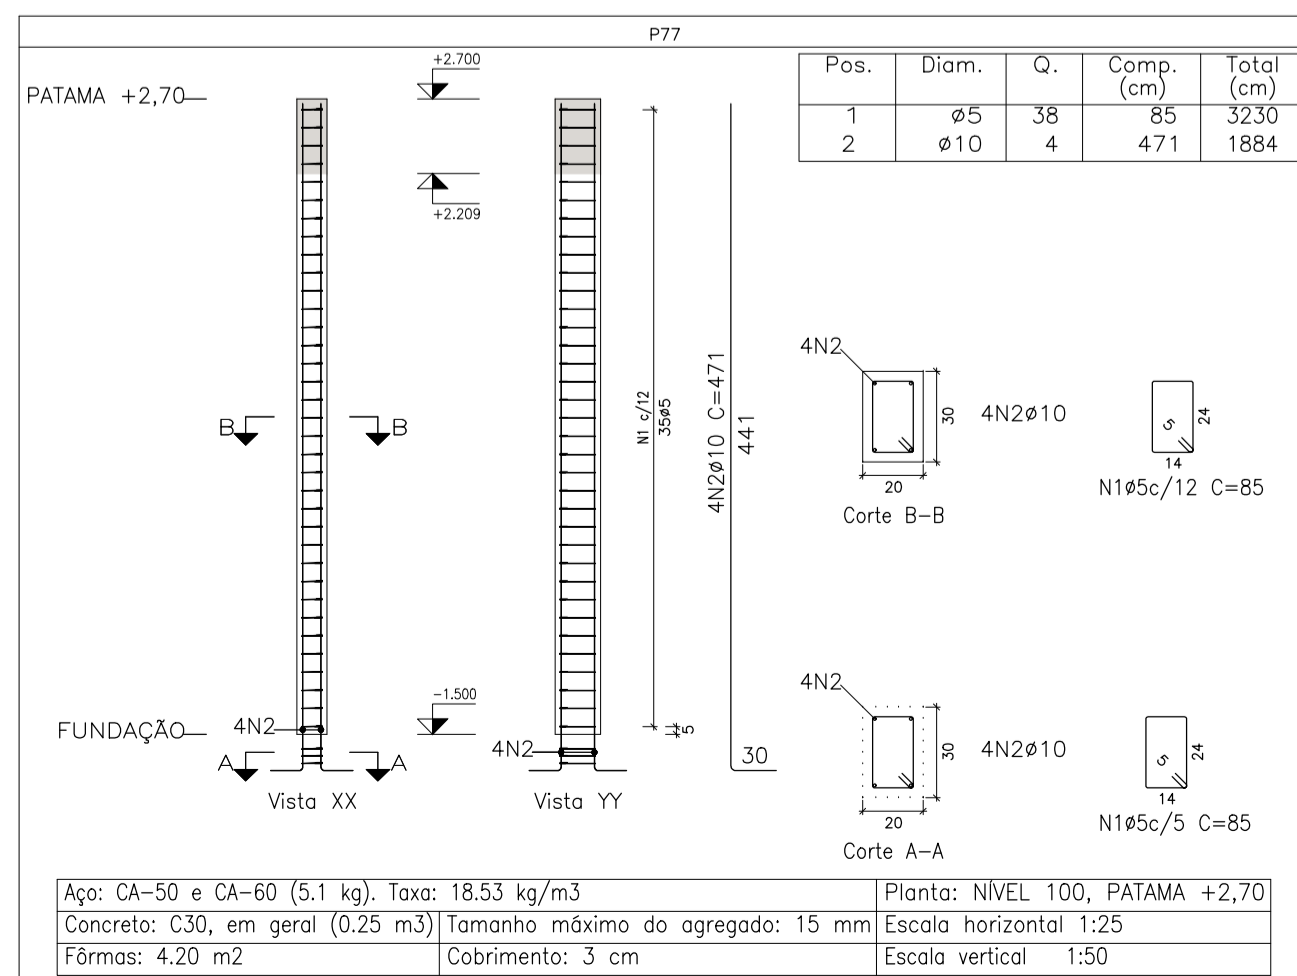 P77
Pos. Diam. Q. Comp. (cm) Total (cm)
1 ø5 38 85 3230
2 ø10 4 471 1884
PATAMA +2,70
+2.700
+2.209
B B
N1 c/12
35ø5
4N2ø10 C=471
441
4N2
30
20
4N2ø10
Corte B-B
5
24
14
N1ø5c/12 C=85
FUNDAÇÃO
4N2
-1.500
5
A A
4N2
30
Vista XX
Vista YY
4N2
30
20
4N2ø10
Corte A-A
5
24
14
N1ø5c/5 C=85
Aço: CA-50 e CA-60 (5.1 kg). Taxa: 18.53 kg/m3
Planta: NÍVEL 100, PATAMA +2,70
Concreto: C30, em geral (0.25 m3)
Tamanho máximo do agregado: 15 mm
Escala horizontal 1:25
Fôrmas: 4.20 m2
Cobrimento: 3 cm
Escala vertical 1:50